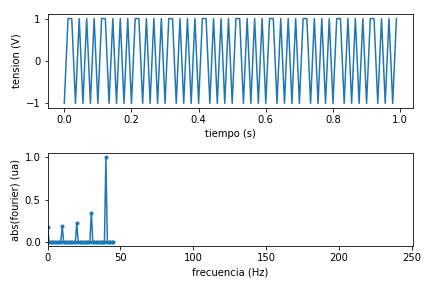 1
0
−1
tension (V)
0.0 0.2 0.4 0.6 0.8 1.0
tiempo (s)
1.0
0.5
0.0
abs(fourier) (ua)
0 50 100 150 200 250
frecuencia (Hz)